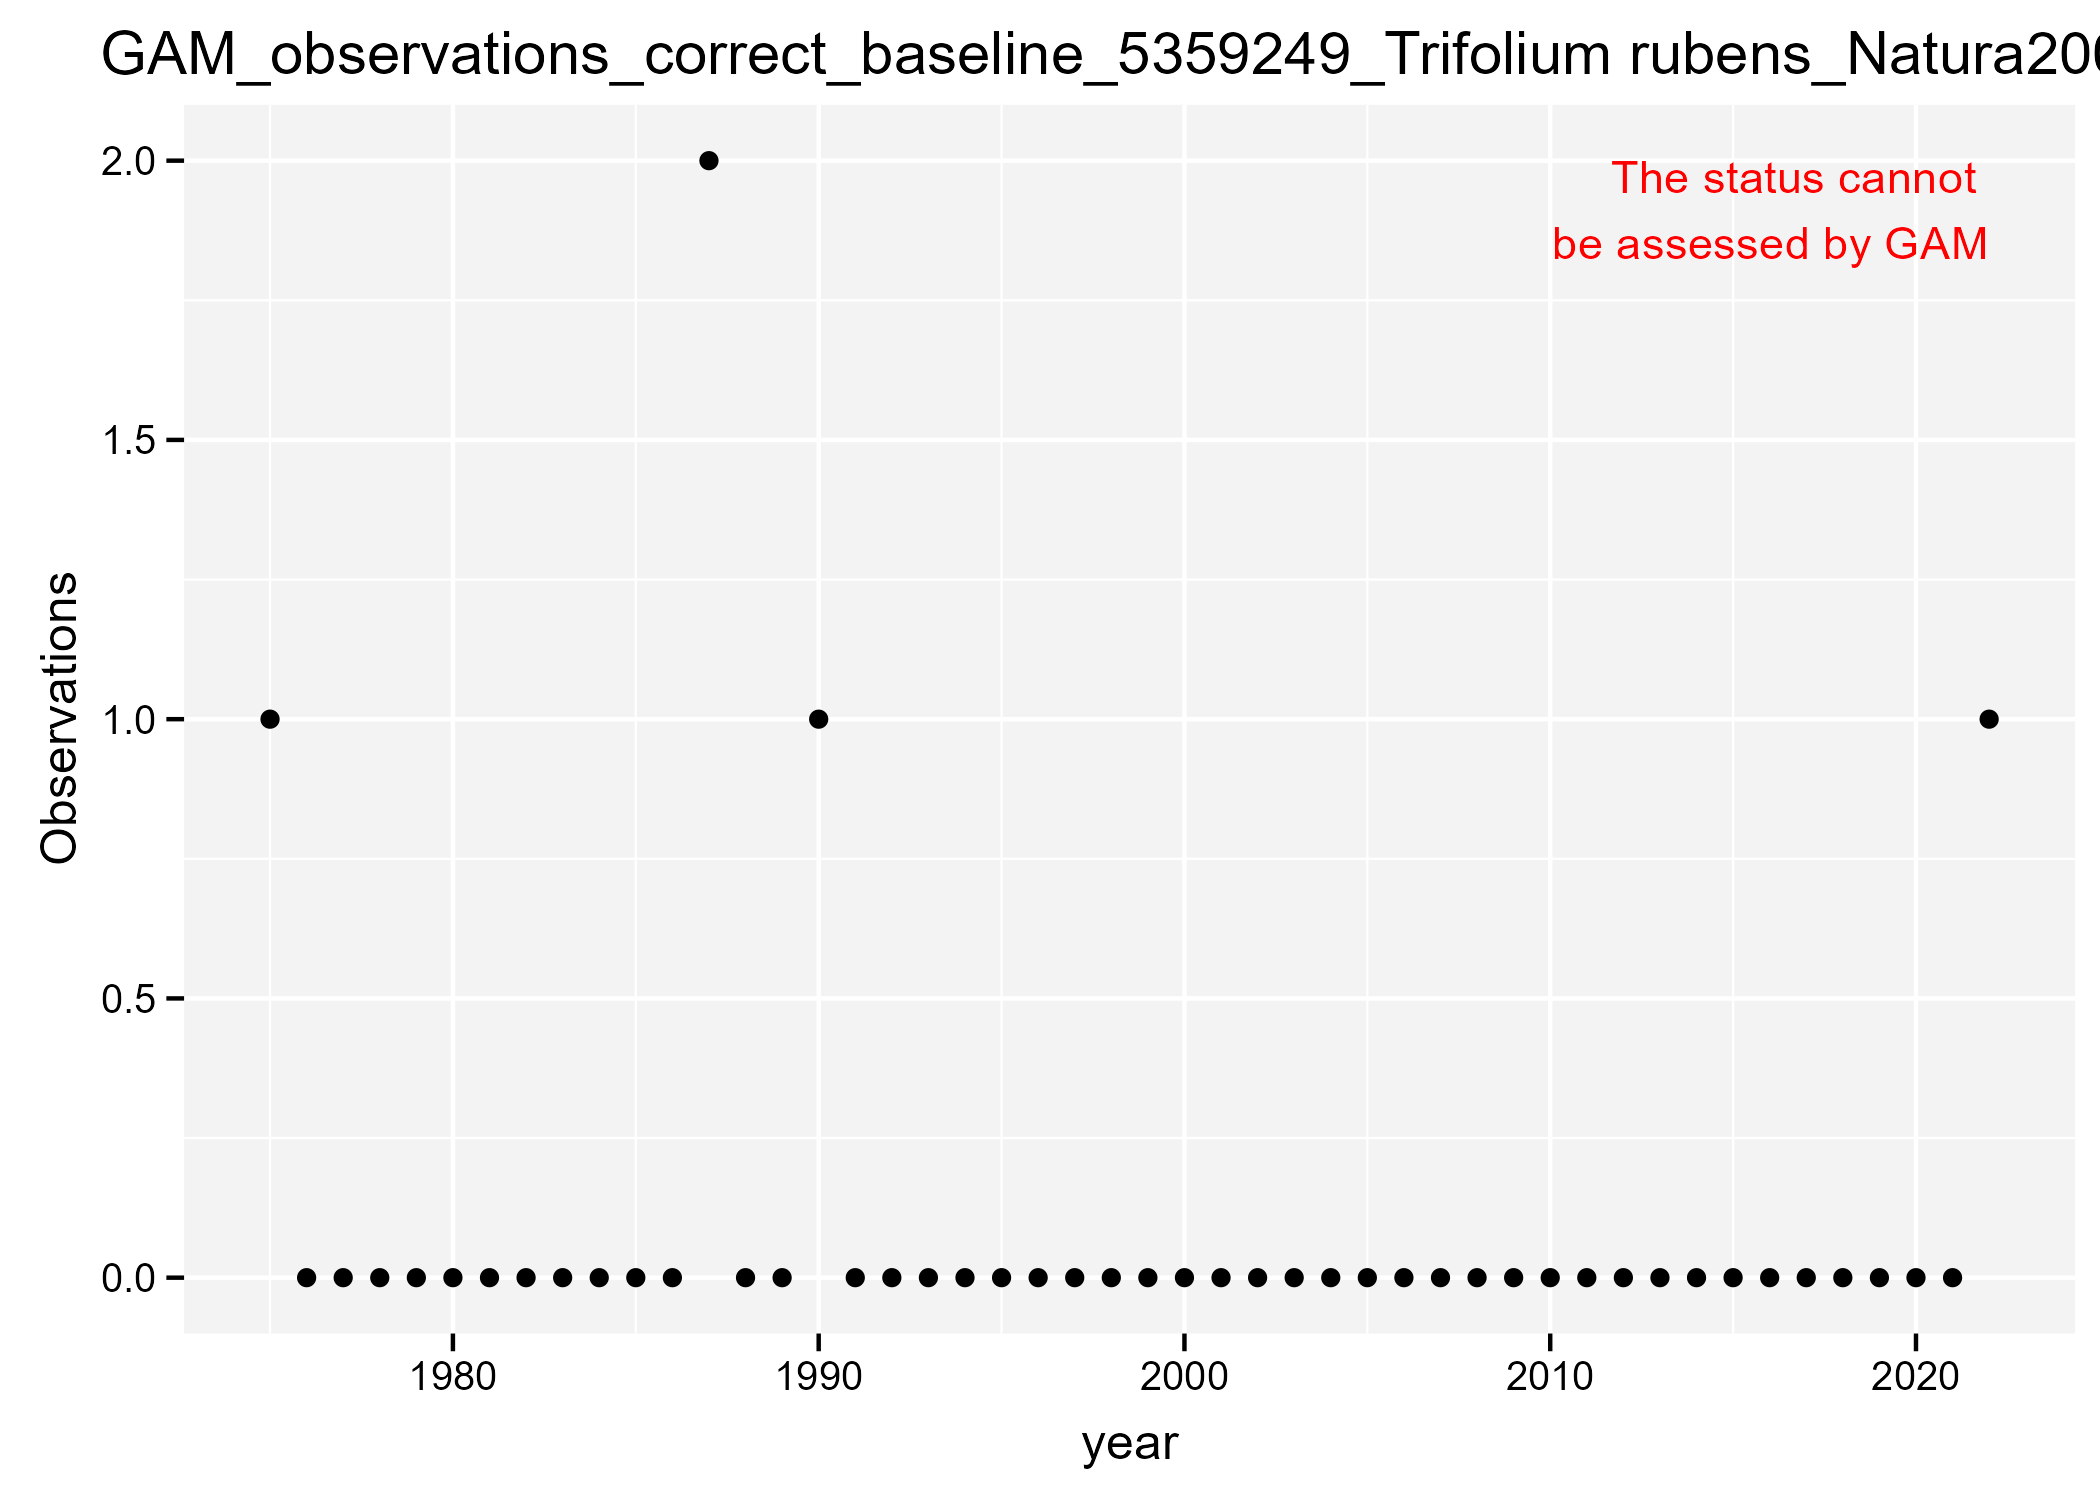 GAM_observations_correct_baseline_5359249_Trifolium rubens_Natura200
The status cannot
be assessed by GAM
2.0
1.5
1.0
0.5
0.0
Observations
1980 1990 2000 2010 2020
year